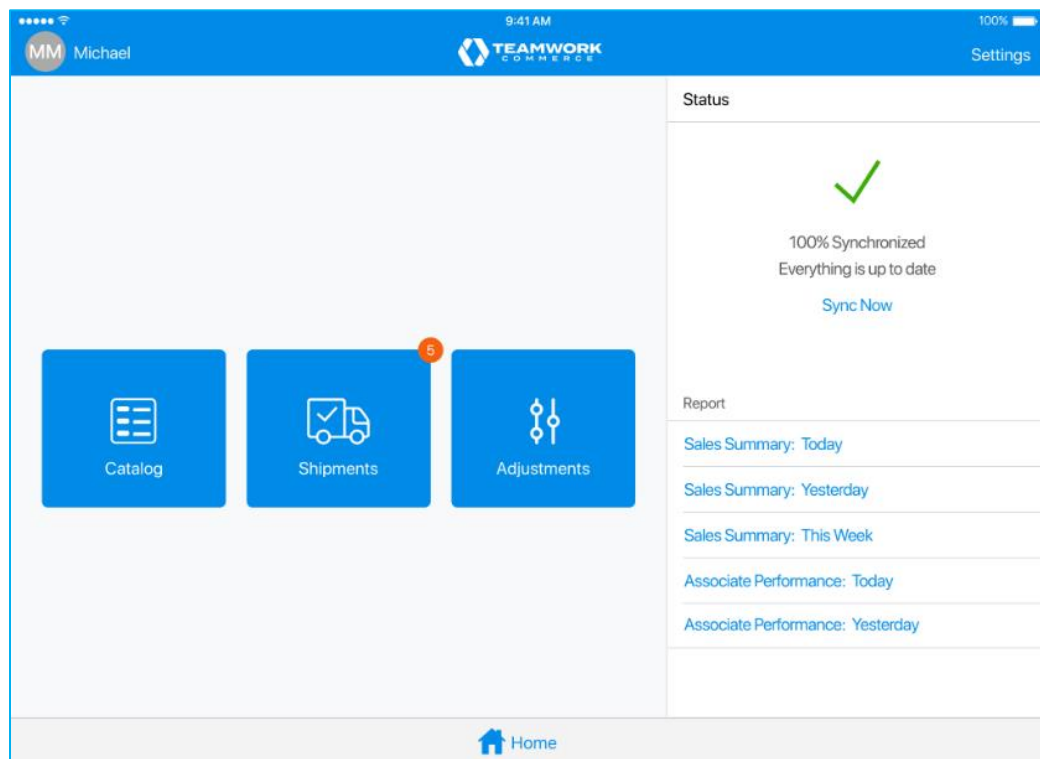 9:41 AM
100%
MM Michael
TEAMWORK
COMMERCE
Settings
Status
100% Synchronized
Everything is up to date
Sync Now
5
Catalog
Shipments
Adjustments
Report
Sales Summary: Today
Sales Summary: Yesterday
Sales Summary: This Week
Associate Performance: Today
Associate Performance: Yesterday
Home